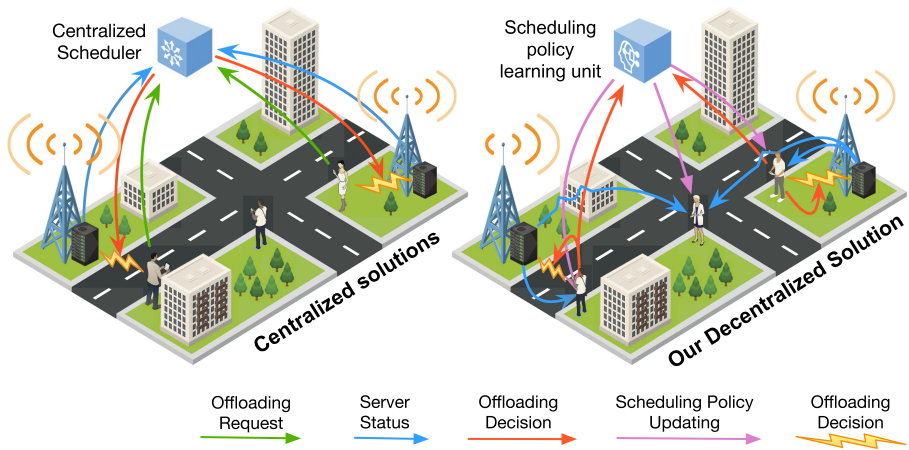 Centralized
Scheduler
Scheduling
policy
learning unit
Centralized solutions
Our Decentralized Solution
Offloading
Request
Server
Status
Offloading
Decision
Scheduling Policy
Updating
Offloading
Decision